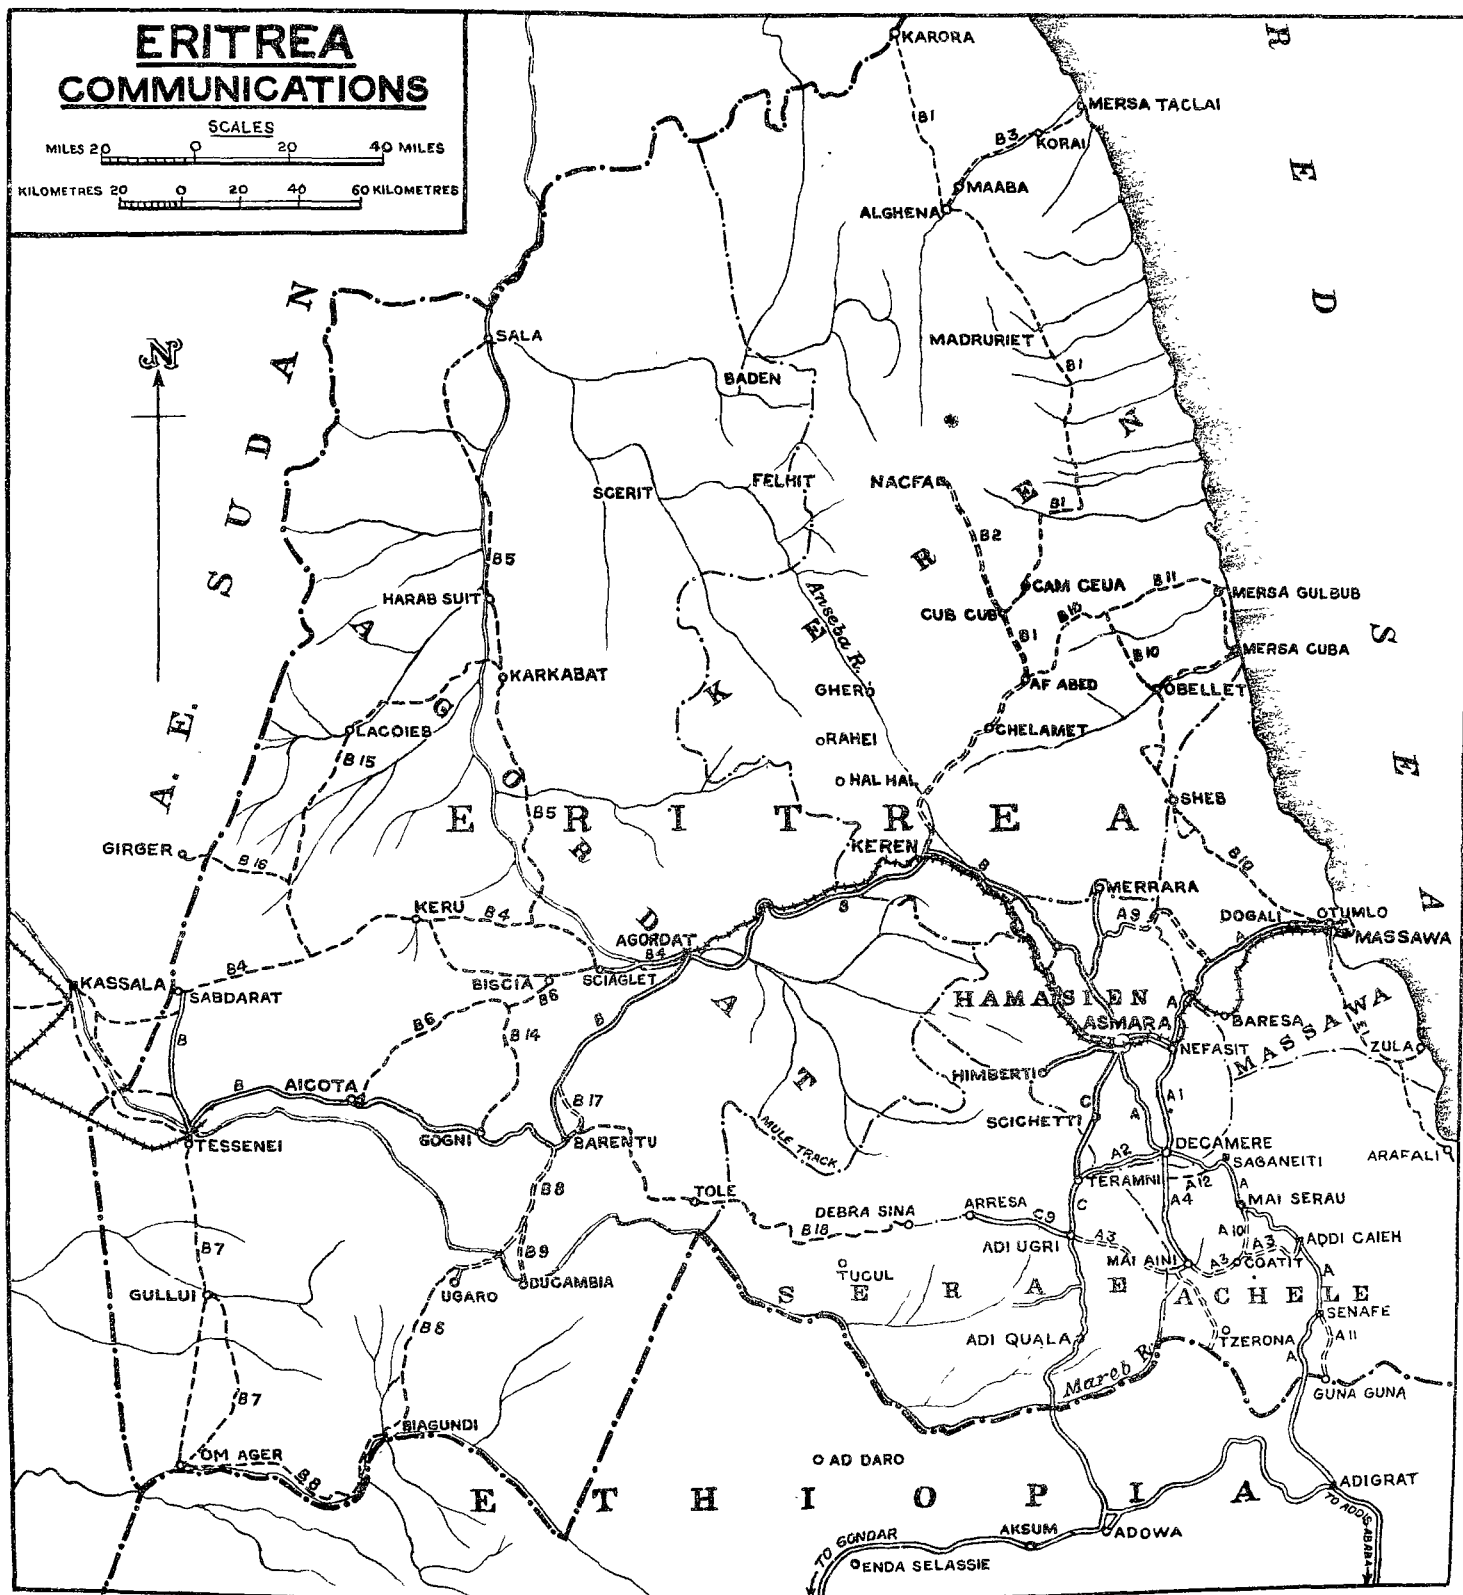 ERITREA
COMMUNICATIONS
SCALES
MILES 20 0 20 40 MILES
KILOMETRES 20 0 20 40 60 KILOMETRES
N
KARORA
B1
MERSA TACLAI
B3
KORAI
MAABA
ALGHENA
RED SEA
SALA
MADRURIET
BADEN
B1
SCERIT
FELHIT
NACFA
B1
B2
A. E. SUDAN
B5
HARAB SUIT
Anseba R.
CAM CEUA
B11
MERSA GULBUB
CUB CUB
B10
B1
B10
MERSA CUBA
KARKABAT
GHER
AF ABED
OBELLET
LACOIEB
RAHEI
CHELAMET
B15
HAL HAL
KEREN
AGORDAT
B5
ERITREA
SHEB
GIRGER
B16
KEREN
B
B10
MERRARA
KERU
B4
A9
DOGALI
OTUMLO
B
A
MASSAWA
AGORDAT
B4
KASSALA
B4
SABDARAT
BISCIA
B6
SCIAGLET
HAMASIEN
A
BARESA
MASSAWA
B6
B14
B
ASMARA
NEFASIT
ZULA
B
B
AICOTA
HIMBERTI
B17
C
A
A1
SCICHETTI
TESSENEI
GOGNI
BARENTU
MULE TRACK
DECAMERE
SAGANEITI
ARAFALI
A2
TERAMNI
A12
A
B8
TOLE
DEBRA SINA
ARRESA
C
A4
MAI SERAU
B18
C9
A10
B7
B9
ADI UGRI
A3
MAI AINI
A3
COATIT
A3
ADDI CAIEH
A
TUCUL
GULLUI
UGARO
DUCAMBIA
SERAE
ACHELE
SENAFE
B8
ADI QUALA
TZERONA
A11
A
Mareb R.
B7
GUNA GUNA
BIAGUNDI
OM AGER
B8
AD DARO
ETHIOPIA
ADIGRAT
TO ADDIS ABABA
TO GONDAR
AKSUM
ADOWA
ENDA SELASSIE